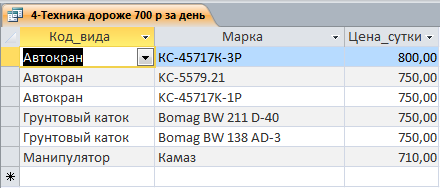 4-Техника дороже 700 р за день
Код_вида Марка Цена_сутки
Автокран КС-45717К-3Р 800,00
Автокран КС-5579.21 750,00
Автокран КС-45717К-1Р 750,00
Грунтовый каток Bomag BW 211 D-40 750,00
Грунтовый каток Bomag BW 138 AD-3 750,00
Манипулятор Камаз 710,00